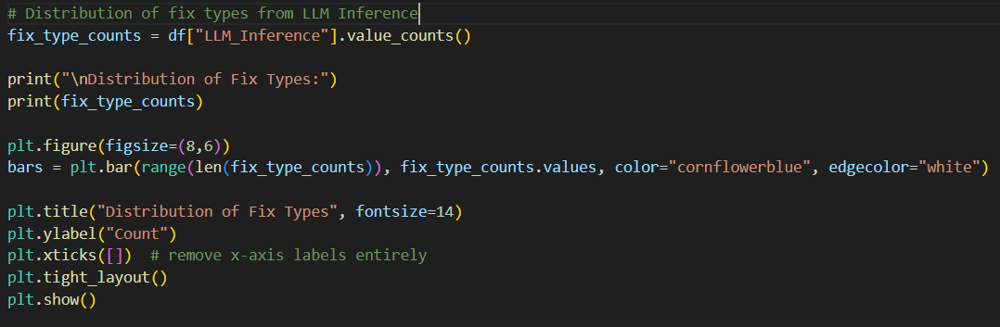 # Distribution of fix types from LLM Inference
fix_type_counts = df["LLM_Inference"].value_counts()
print("\nDistribution of Fix Types:")
print(fix_type_counts)
plt.figure(figsize=(8,6))
bars = plt.bar(range(len(fix_type_counts)), fix_type_counts.values, color="cornflowerblue", edgecolor="white")
plt.title("Distribution of Fix Types", fontsize=14)
plt.ylabel("Count")
plt.xticks([])  # remove x-axis labels entirely
plt.tight_layout()
plt.show()